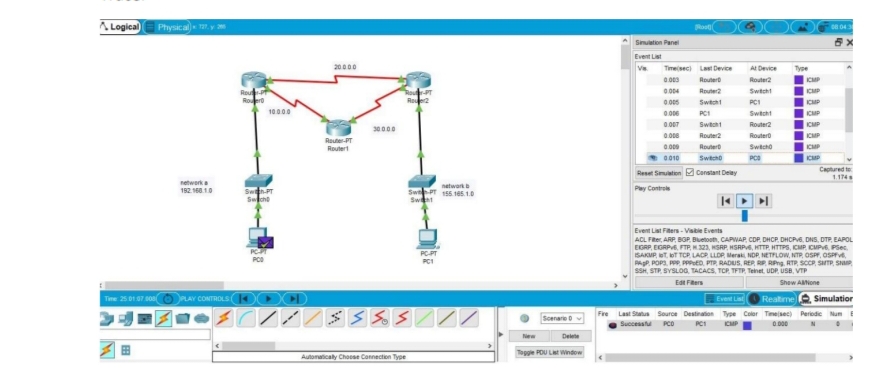 Logical Physical x: 727, y: 265 [Root] 08:04:3
20.0.0.0
Router-PT
Router0
Router-PT
Router2
10.0.0.0
30.0.0.0
Router-PT
Router1
network a
192.168.1.0
Switch-PT
Switch0
Switch-PT
Switch1
network b
155.165.1.0
PC-PT
PC0
PC-PT
PC1
Simulation Panel
Event List
Vis. Time(sec) Last Device At Device Type
0.003 Router0 Router2 ICMP
0.004 Router2 Switch1 ICMP
0.005 Switch1 PC1 ICMP
0.006 PC1 Switch1 ICMP
0.007 Switch1 Router2 ICMP
0.008 Router2 Router0 ICMP
0.009 Router0 Switch0 ICMP
0.010 Switch0 PC0 ICMP
Reset Simulation Constant Delay Captured to:
1.174 s
Play Controls
Event List Filters - Visible Events
ACL Filter, ARP, BGP, Bluetooth, CAPWAP, CDP, DHCP, DHCPv6, DNS, DTP, EAPOL
EIGRP, EIGRPv6, FTP, H.323, HSRP, HSRPv6, HTTP, HTTPS, ICMP, ICMPv6, IPSec,
ISAKMP, IoT, IoT TCP, LACP, LLDP, Meraki, NDP, NETFLOW, NTP, OSPF, OSPFv6,
PAgP, POP3, PPP, PPPoED, PTP, RADIUS, REP, RIP, RIPng, RTP, SCCP, SMTP, SNMP,
SSH, STP, SYSLOG, TACACS, TCP, TFTP, Telnet, UDP, USB, VTP
Edit Filters Show All/None
Time: 25:01:07.008 PLAY CONTROLS: Event List Realtime Simulation
Scenario 0
New Delete
Toggle PDU List Window
Fire Last Status Source Destination Type Color Time(sec) Periodic Num E
Successful PC0 PC1 ICMP 0.000 N 0
Automatically Choose Connection Type